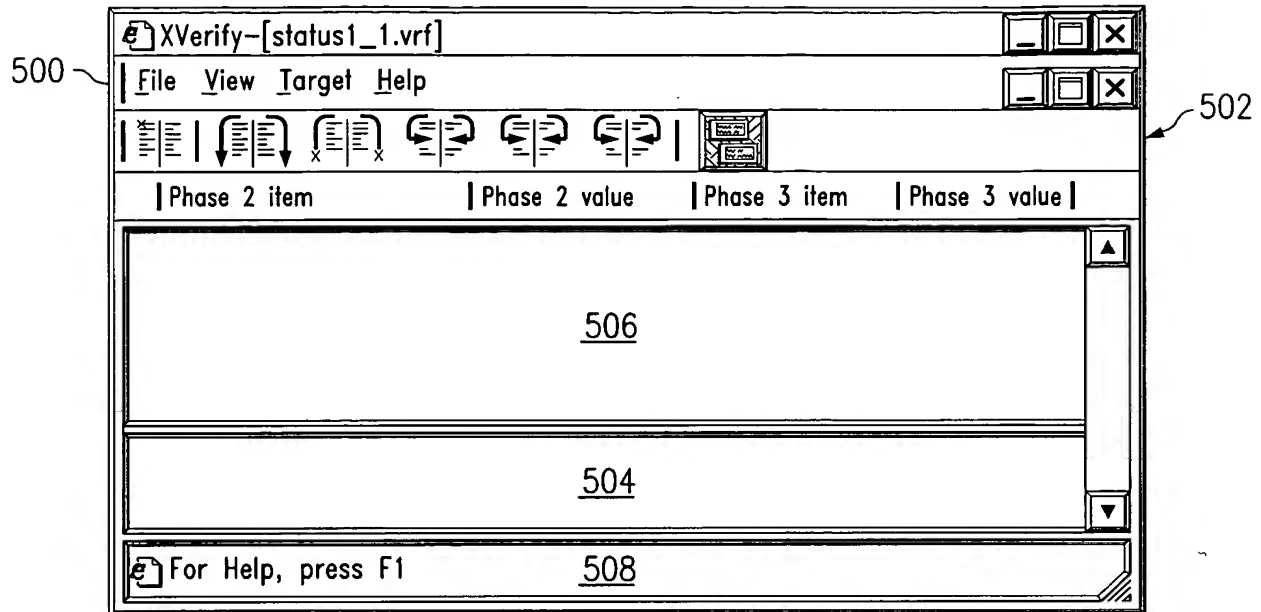 XVerify-[status1_1.vrf]
500
File View Target Help
502
Phase 2 item Phase 2 value Phase 3 item Phase 3 value
506
504
For Help, press F1 508